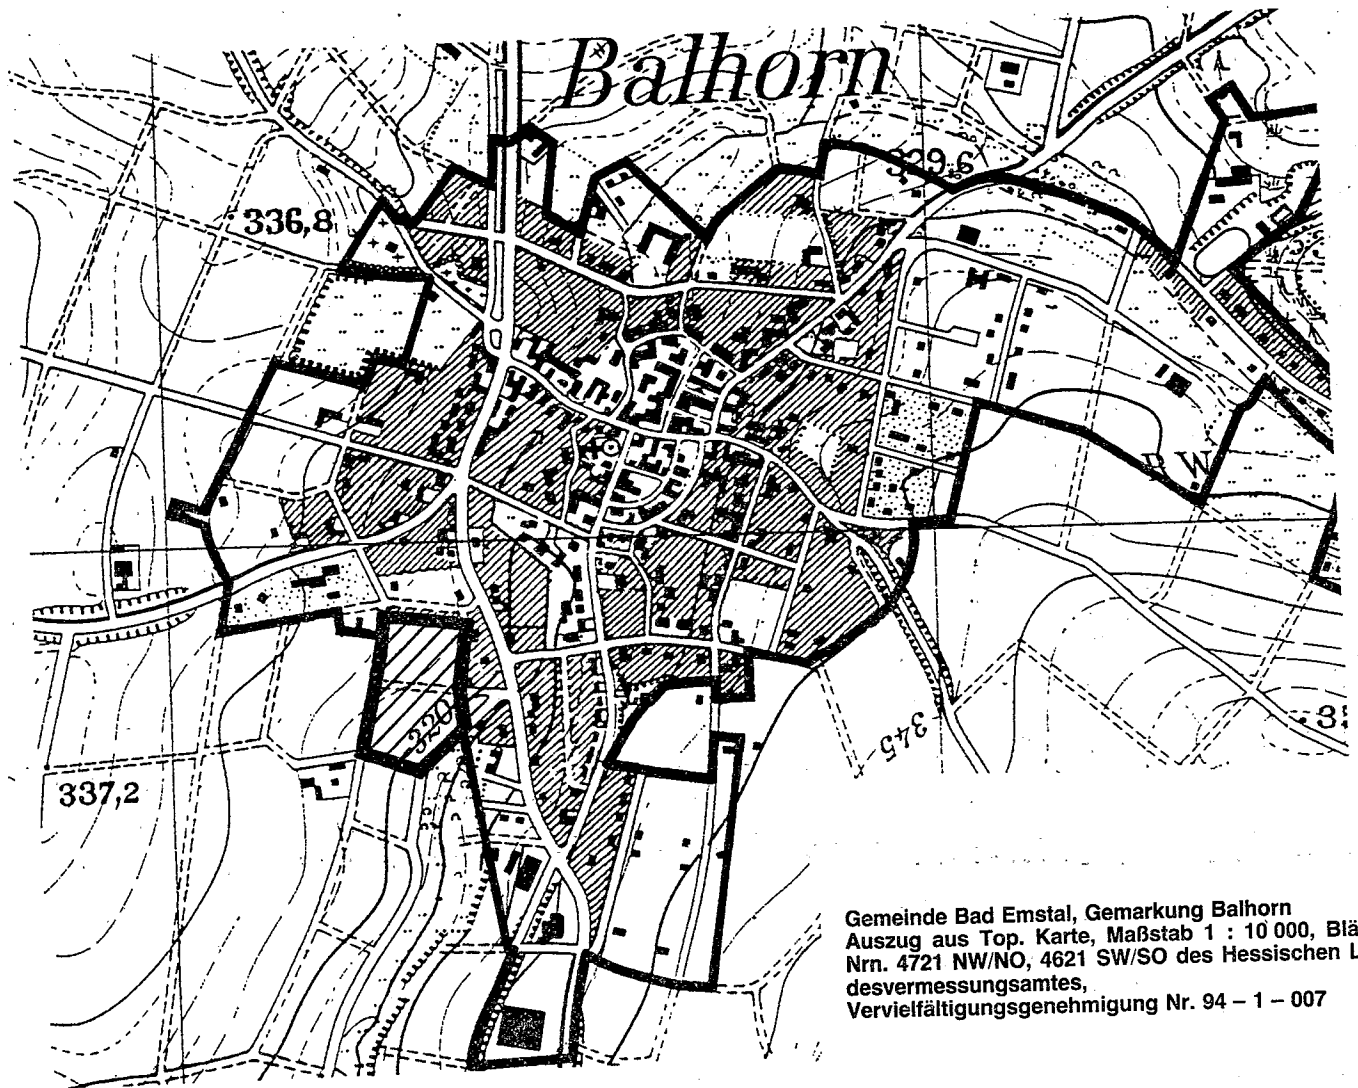 Balhorn
339,6
336,8
B W
345
320
337,2
Gemeinde Bad Emstal, Gemarkung Balhorn
Auszug aus Top. Karte, Maßstab 1 : 10 000, Blä
Nrn. 4721 NW/NO, 4621 SW/SO des Hessischen L
desvermessungsamtes,
Vervielfältigungsgenehmigung Nr. 94 – 1 – 007